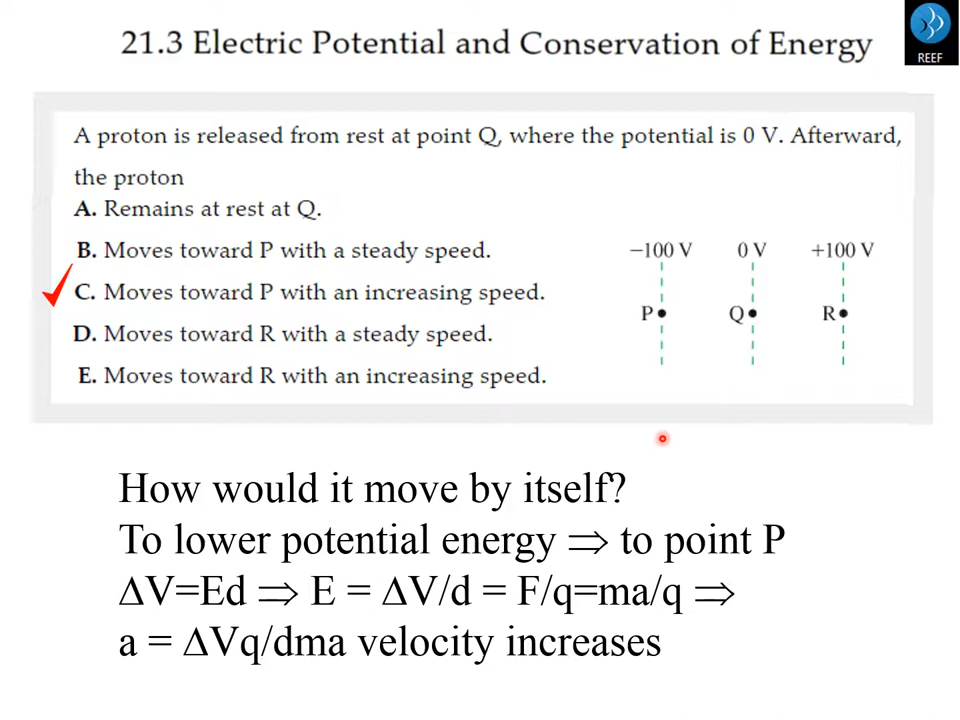 21.3 Electric Potential and Conservation of Energy
REEF
A proton is released from rest at point Q, where the potential is 0 V. Afterward,
the proton
A. Remains at rest at Q.
B. Moves toward P with a steady speed.
C. Moves toward P with an increasing speed.
D. Moves toward R with a steady speed.
E. Moves toward R with an increasing speed.
−100 V 0 V +100 V
P Q R
How would it move by itself?
To lower potential energy ⇒ to point P
∆V=Ed ⇒ E = ∆V/d = F/q=ma/q ⇒
a = ∆Vq/dma velocity increases